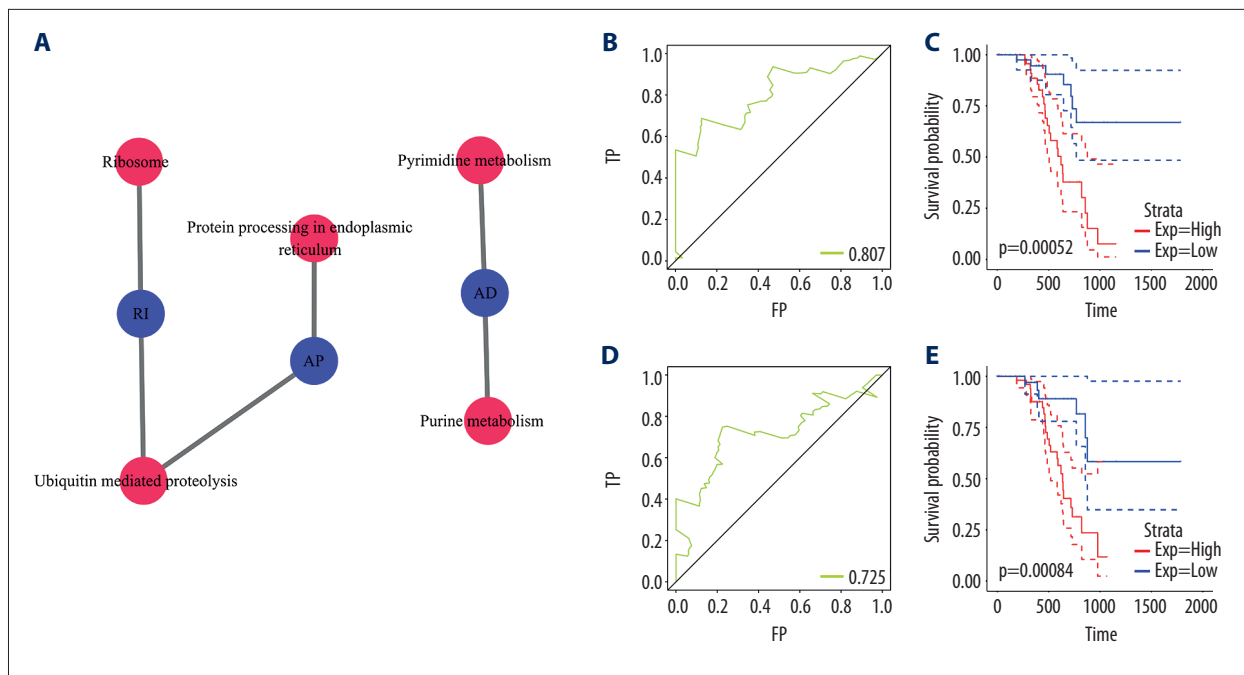 A
Ribosome
Pyrimidine metabolism
Protein processing in endoplasmic
reticulum
RI
AD
AP
Purine metabolism
Ubiquitin mediated proteolysis
B
1.0
0.8
0.6
0.4
0.2
0.0
TP
0.807
0.0 0.2 0.4 0.6 0.8 1.0
FP
C
1.00
0.75
0.50
0.25
0.00
Survival probability
Strata
Exp=High
Exp=Low
p=0.00052
0 500 1000 1500 2000
Time
D
1.0
0.8
0.6
0.4
0.2
0.0
TP
0.725
0.0 0.2 0.4 0.6 0.8 1.0
FP
E
1.00
0.75
0.50
0.25
0.00
Survival probability
Strata
Exp=High
Exp=Low
p=0.00084
0 500 1000 1500 2000
Time